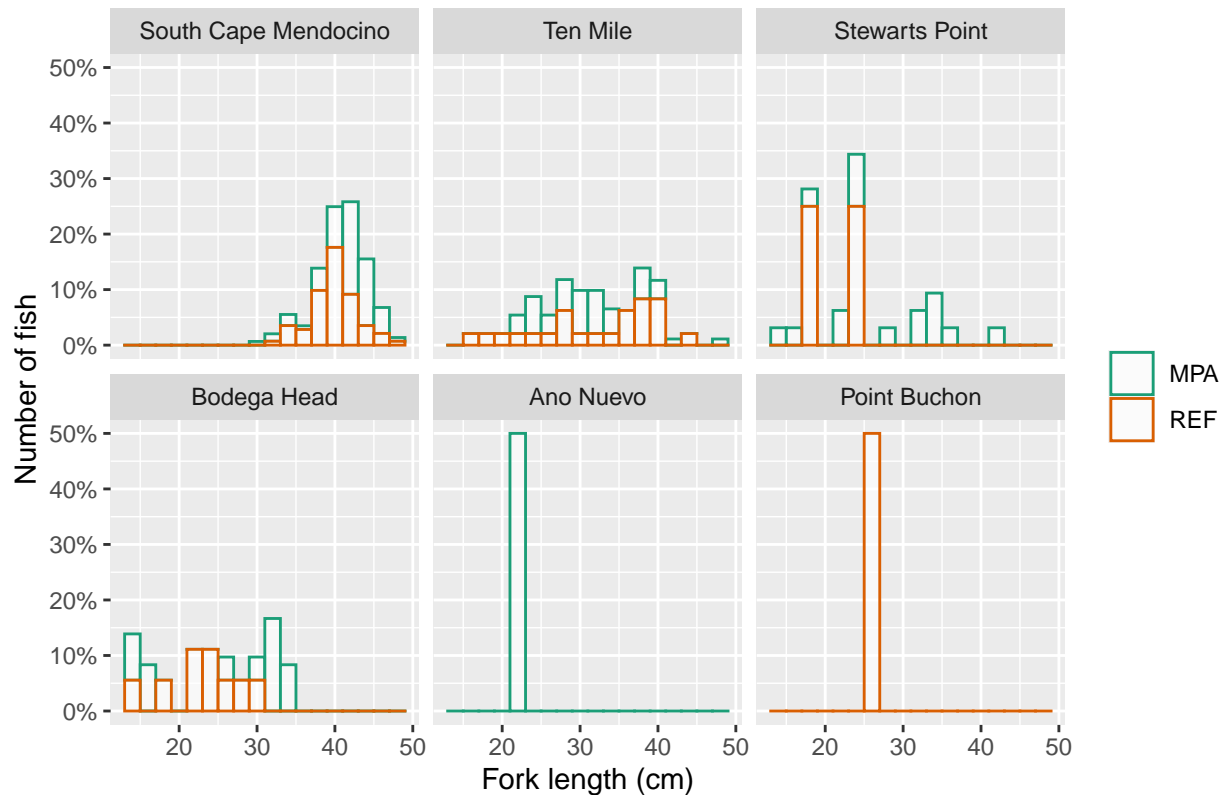 South Cape Mendocino
Ten Mile
Stewarts Point
50%
40%
30%
20%
10%
0%
Bodega Head
Ano Nuevo
Point Buchon
50%
40%
30%
20%
10%
0%
20 30 40 50
20 30 40 50
20 30 40 50
Fork length (cm)
Number of fish
MPA
REF